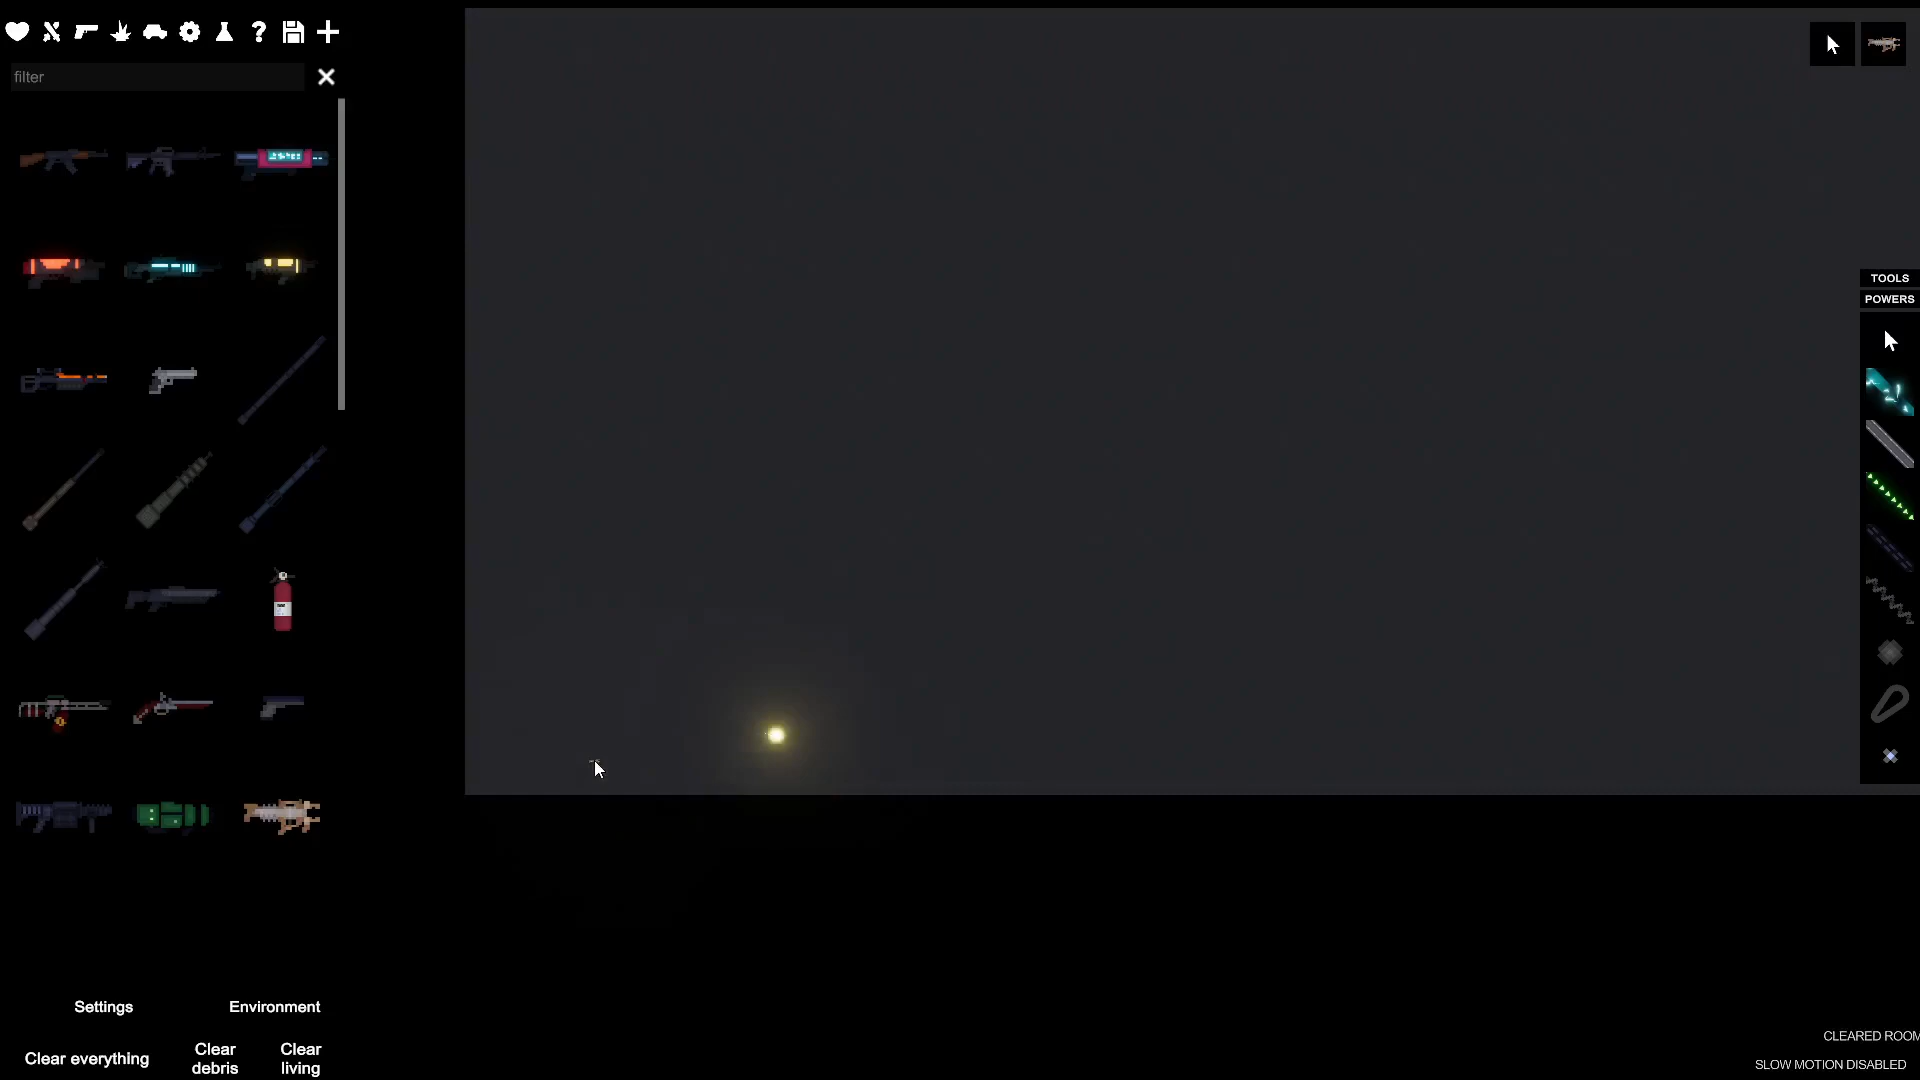 filter
TOOLS
POWERS
Settings
Environment
Clear everything
Clear
debris
Clear
living
CLEARED ROOM
SLOW MOTION DISABLED